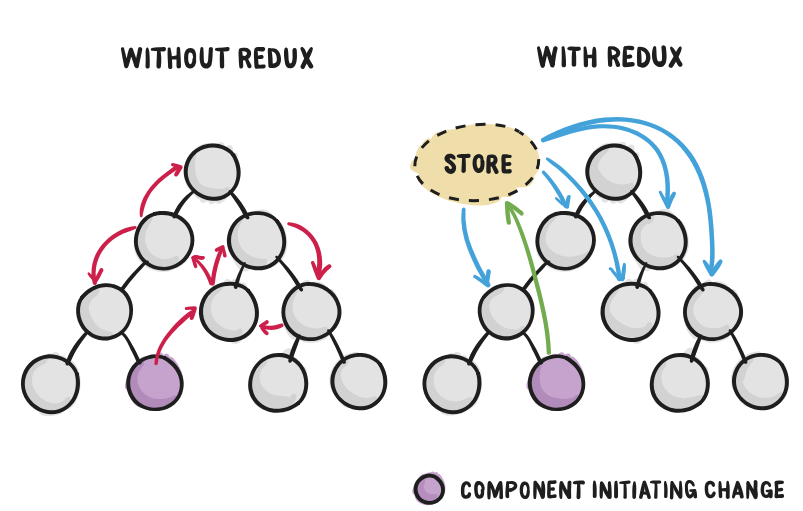 WITHOUT REDUX
WITH REDUX
STORE
COMPONENT INITIATING CHANGE